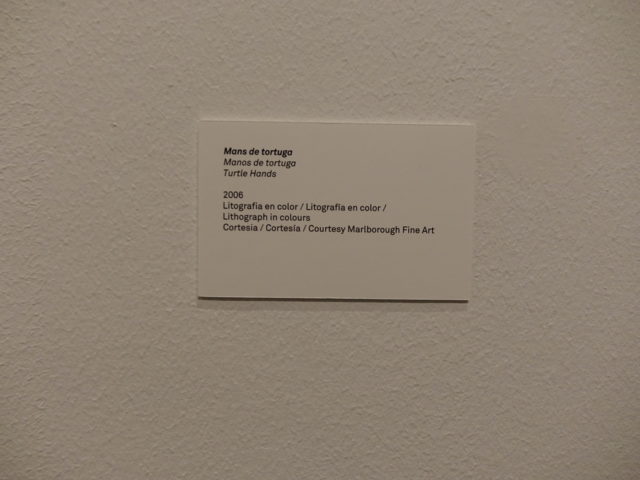 Mans de tortuga
Manos de tortuga
Turtle Hands
2006
Litografia en color / Litografía en color /
Lithograph in colours
Cortesia / Cortesía / Courtesy Marlborough Fine Art